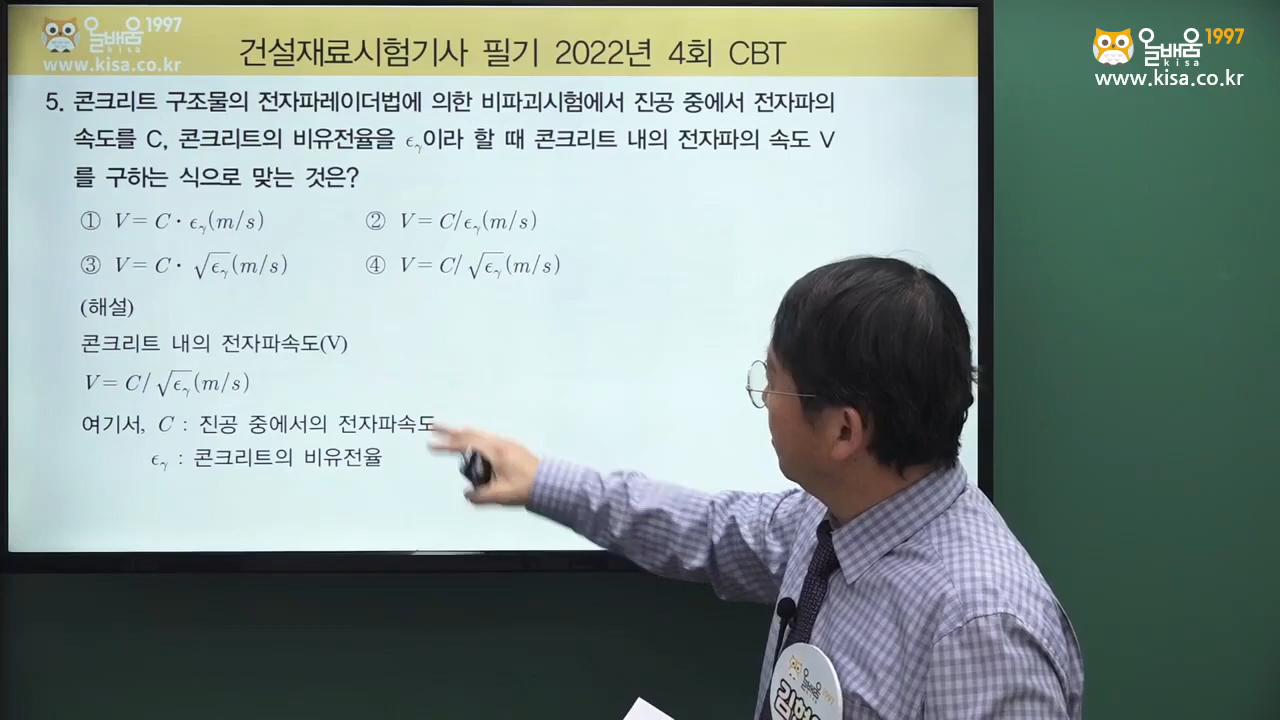 올배움 1997
kisa
www.kisa.co.kr
건설재료시험기사 필기 2022년 4회 CBT
올배움 1997
kisa
www.kisa.co.kr
5. 콘크리트 구조물의 전자파레이더법에 의한 비파괴시험에서 진공 중에서 전자파의
속도를 C, 콘크리트의 비유전율을 ϵᵧ이라 할 때 콘크리트 내의 전자파의 속도 V
를 구하는 식으로 맞는 것은?
① V = C · ϵᵧ(m/s) ② V = C/ϵᵧ(m/s)
③ V = C · √ϵᵧ(m/s) ④ V = C/√ϵᵧ(m/s)
(해설)
콘크리트 내의 전자파속도(V)
V = C/√ϵᵧ(m/s)
여기서, C : 진공 중에서의 전자파속도
ϵᵧ : 콘크리트의 비유전율
올배움 1997